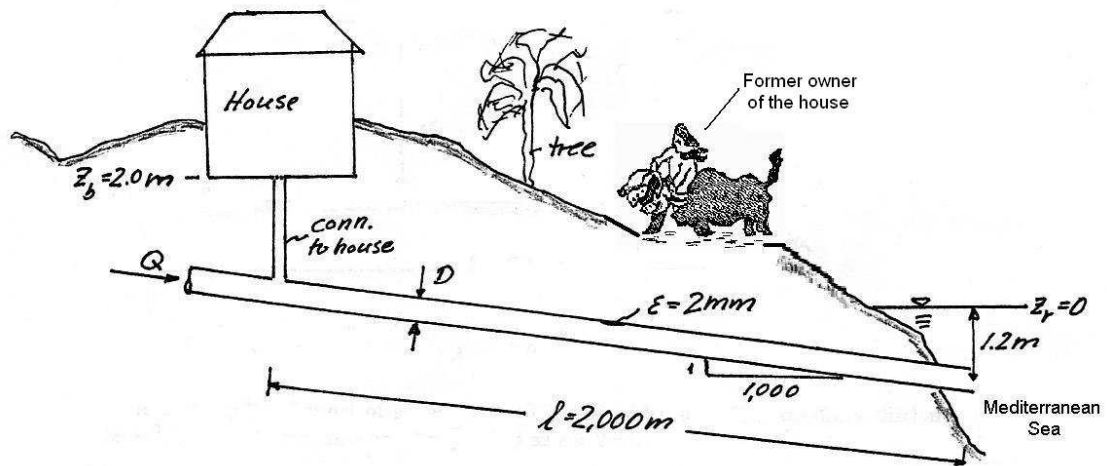 Former owner
of the house
House
tree
z_b=2.0m
conn.
to house
Q
D
ε=2mm
z_r=0
1.2m
1
1,000
l=2,000m
Mediterranean
Sea